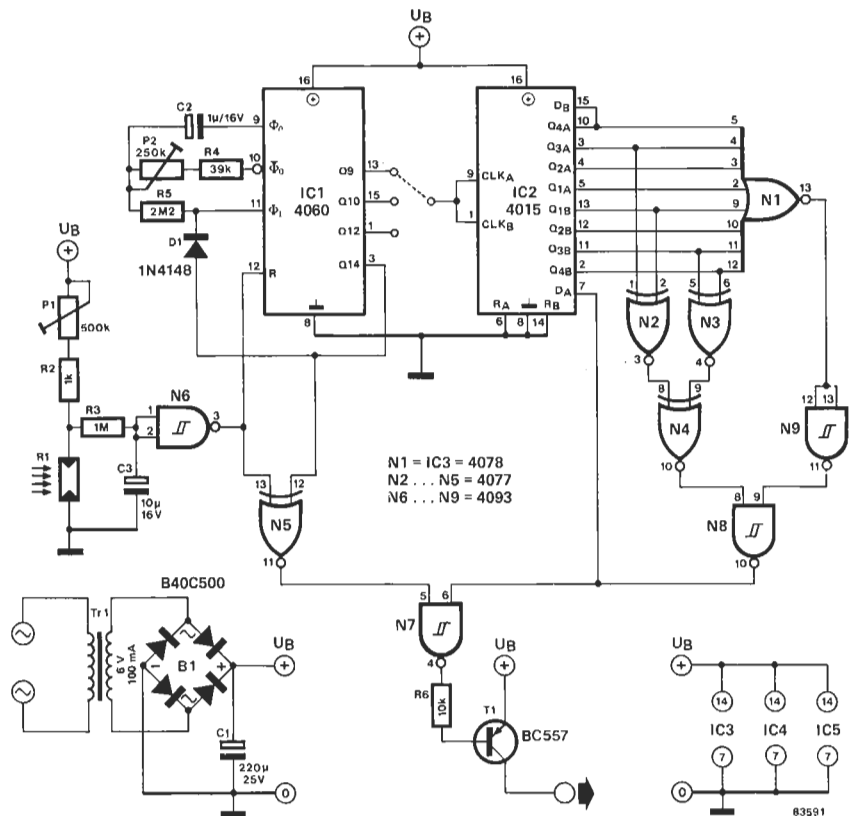 UB
+
16
16
C2
1µ/16V
9
Φ0
P2
250k
R4
39k
10
Φ0
R5
2M2
11
Φ1
D1
1N4148
12
R
IC1
4060
Q9
13
Q10
15
Q12
1
Q14
3
8
9
CLKA
1
CLKB
IC2
4015
DB
15
Q4A
10
Q3A
3
Q2A
4
Q1A
5
Q1B
13
Q2B
12
Q3B
11
Q4B
2
DA
7
RA
RB
6
8
14
5
4
3
2
9
10
11
12
N1
13
1
2
N2
3
5
6
N3
4
8
9
N4
10
12
13
N9
11
8
9
N8
10
UB
+
P1
500k
R2
1k
R3
1M
R1
C3
10µ
16V
1
2
N6
3
13
12
N5
11
N1 = IC3 = 4078
N2 ... N5 = 4077
N6 ... N9 = 4093
5
6
N7
4
R6
10k
UB
+
T1
BC557
B40C500
Tr1
6 V
100 mA
B1
−
+
UB
+
C1
220µ
25V
0
UB
+
14
14
14
IC3
IC4
IC5
7
7
7
0
83591